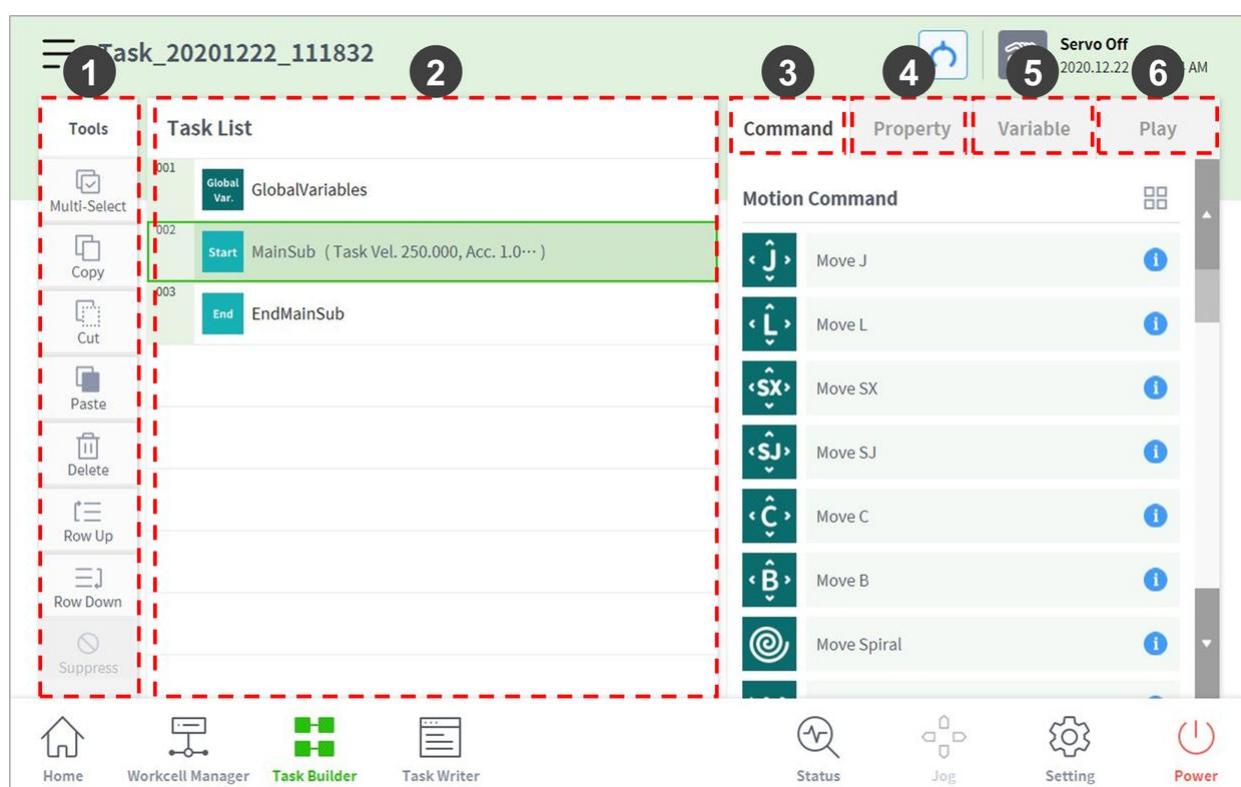 Task_20201222_111832
Servo Off
2020.12.22
AM
1
2
3
4
5
6
Tools
Multi-Select
Copy
Cut
Paste
Delete
Row Up
Row Down
Suppress
Task List
001
Global
Var.
GlobalVariables
002
Start
MainSub ( Task Vel. 250.000, Acc. 1.0··· )
003
End
EndMainSub
Command
Property
Variable
Play
Motion Command
J
Move J
L
Move L
SX
Move SX
SJ
Move SJ
C
Move C
B
Move B
Move Spiral
Home
Workcell Manager
Task Builder
Task Writer
Status
Jog
Setting
Power